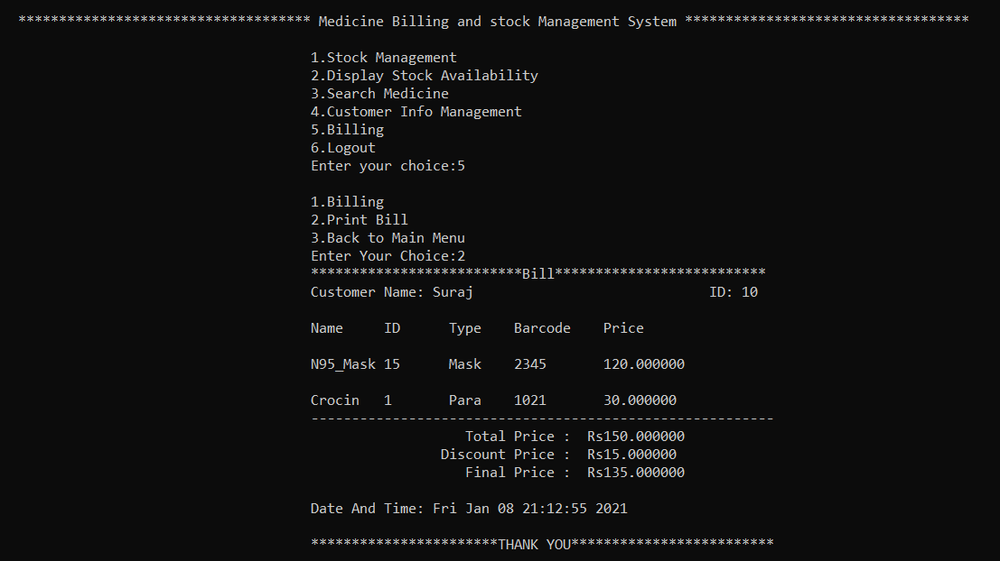 ************************************ Medicine Billing and stock Management System ***********************************
1.Stock Management
2.Display Stock Availability
3.Search Medicine
4.Customer Info Management
5.Billing
6.Logout
Enter your choice:5
1.Billing
2.Print Bill
3.Back to Main Menu
Enter Your Choice:2
**************************Bill**************************
Customer Name: Suraj                             ID: 10
Name     ID      Type    Barcode    Price
N95_Mask 15      Mask    2345       120.000000
Crocin   1       Para    1021       30.000000
---------------------------------------------------------
Total Price :  Rs150.000000
Discount Price :  Rs15.000000
Final Price :  Rs135.000000
Date And Time: Fri Jan 08 21:12:55 2021
***********************THANK YOU*************************